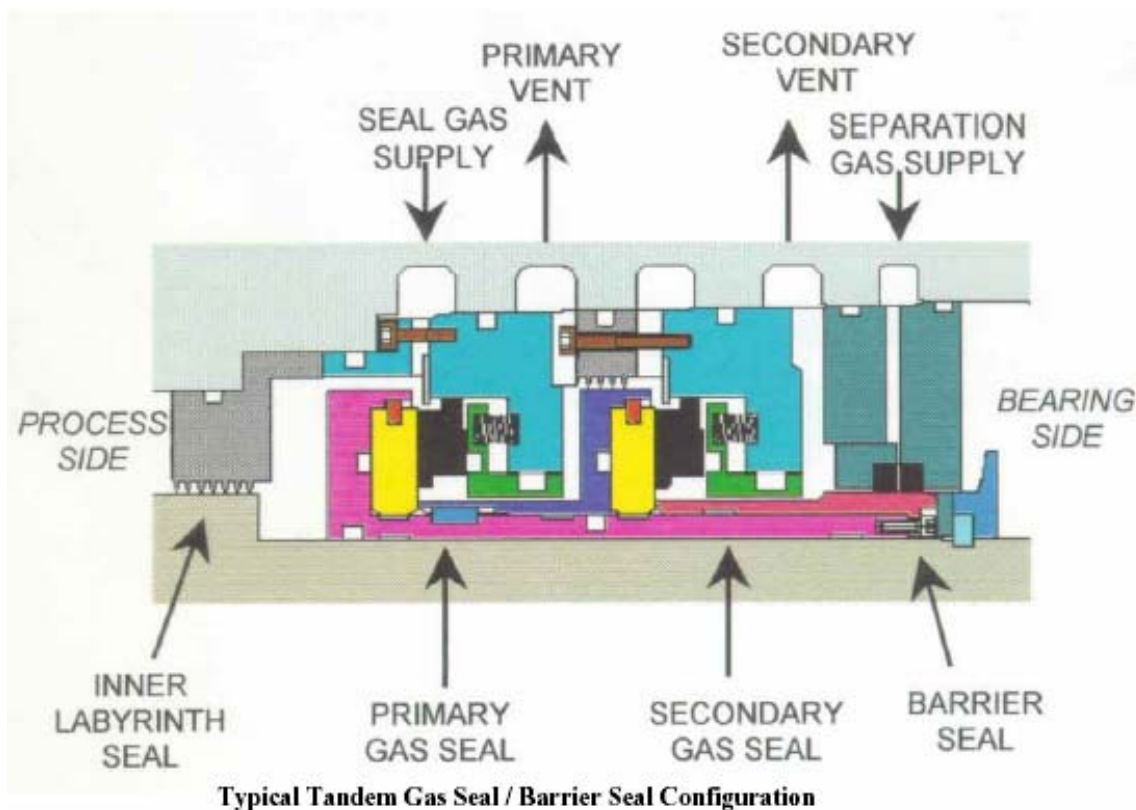 PRIMARY
VENT
SECONDARY
VENT
SEAL GAS
SUPPLY
SEPARATION
GAS SUPPLY
PROCESS
SIDE
BEARING
SIDE
INNER
LABYRINTH
SEAL
PRIMARY
GAS SEAL
SECONDARY
GAS SEAL
BARRIER
SEAL
Typical Tandem Gas Seal / Barrier Seal Configuration